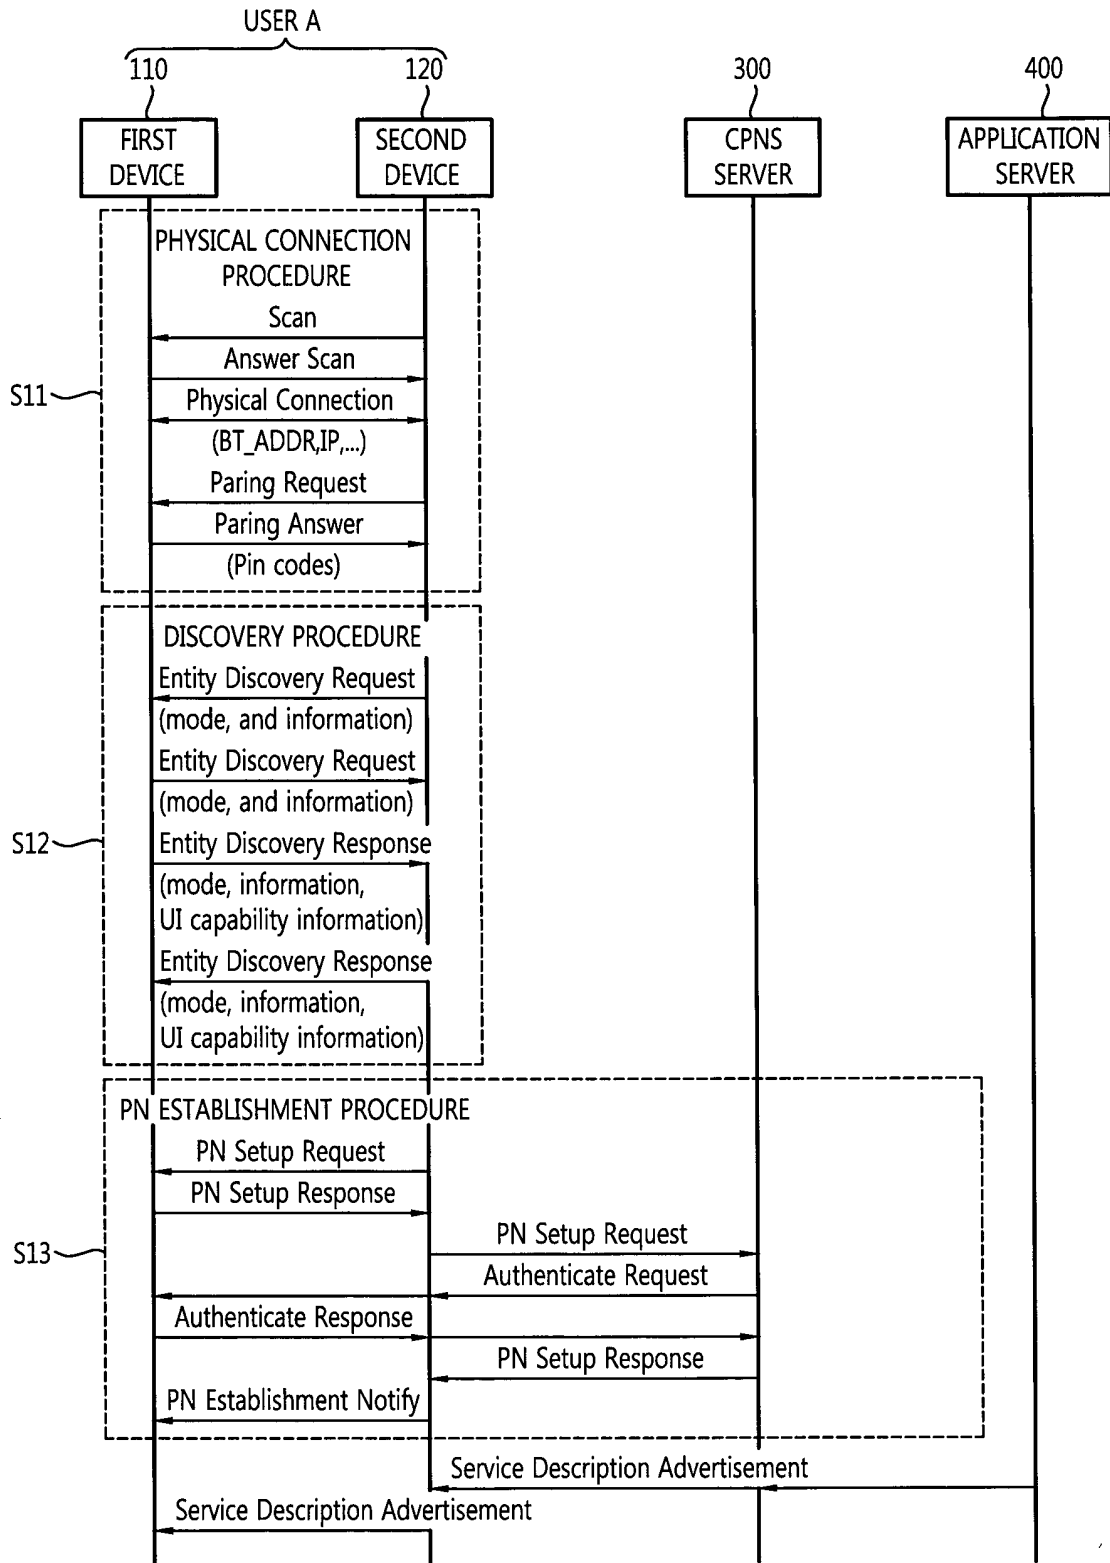 USER A
110
120
300
400
FIRST
DEVICE
SECOND
DEVICE
CPNS
SERVER
APPLICATION
SERVER
PHYSICAL CONNECTION
PROCEDURE
Scan
Answer Scan
S11
Physical Connection
(BT_ADDR,IP,...)
Paring Request
Paring Answer
(Pin codes)
DISCOVERY PROCEDURE
Entity Discovery Request
(mode, and information)
Entity Discovery Request
(mode, and information)
S12
Entity Discovery Response
(mode, information,
UI capability information)
Entity Discovery Response
(mode, information,
UI capability information)
PN ESTABLISHMENT PROCEDURE
PN Setup Request
PN Setup Response
S13
PN Setup Request
Authenticate Request
Authenticate Response
PN Setup Response
PN Establishment Notify
Service Description Advertisement
Service Description Advertisement